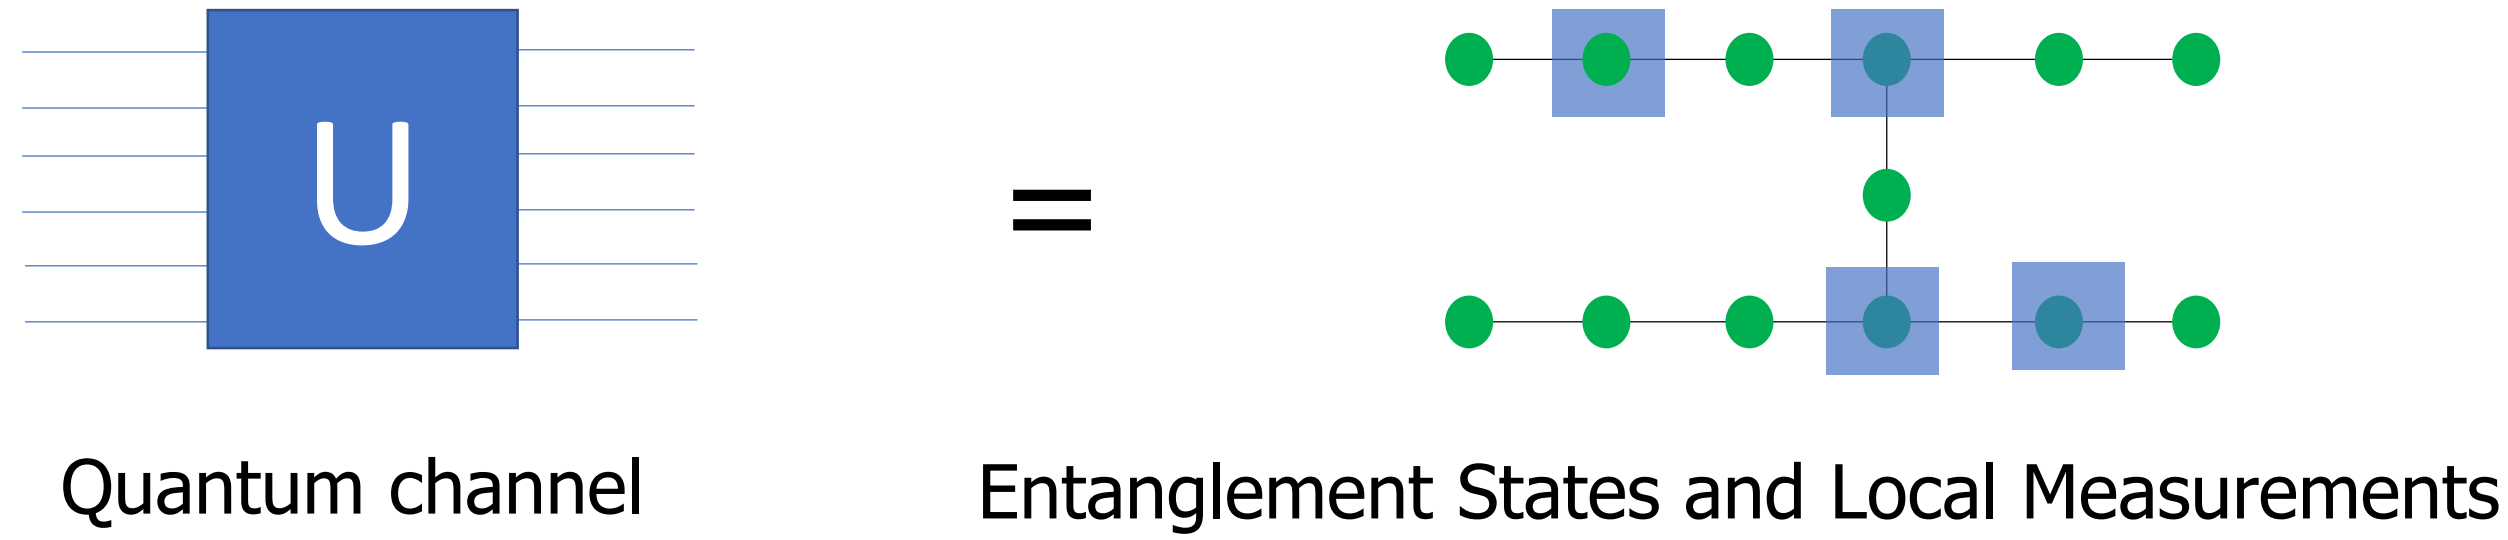 U
=
Quantum channel
Entanglement States and Local Measurements